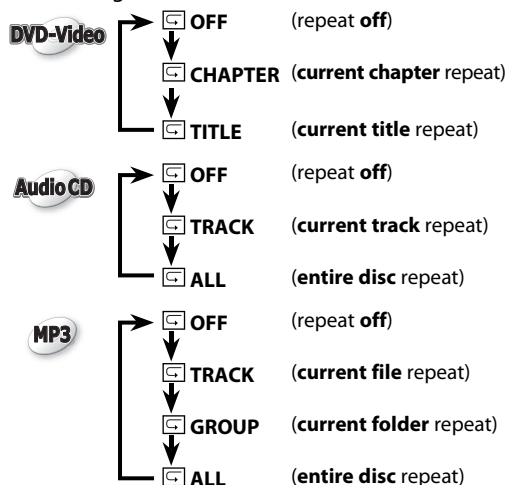 DVD-Video
OFF (repeat off)
CHAPTER (current chapter repeat)
TITLE (current title repeat)
Audio CD
OFF (repeat off)
TRACK (current track repeat)
ALL (entire disc repeat)
MP3
OFF (repeat off)
TRACK (current file repeat)
GROUP (current folder repeat)
ALL (entire disc repeat)